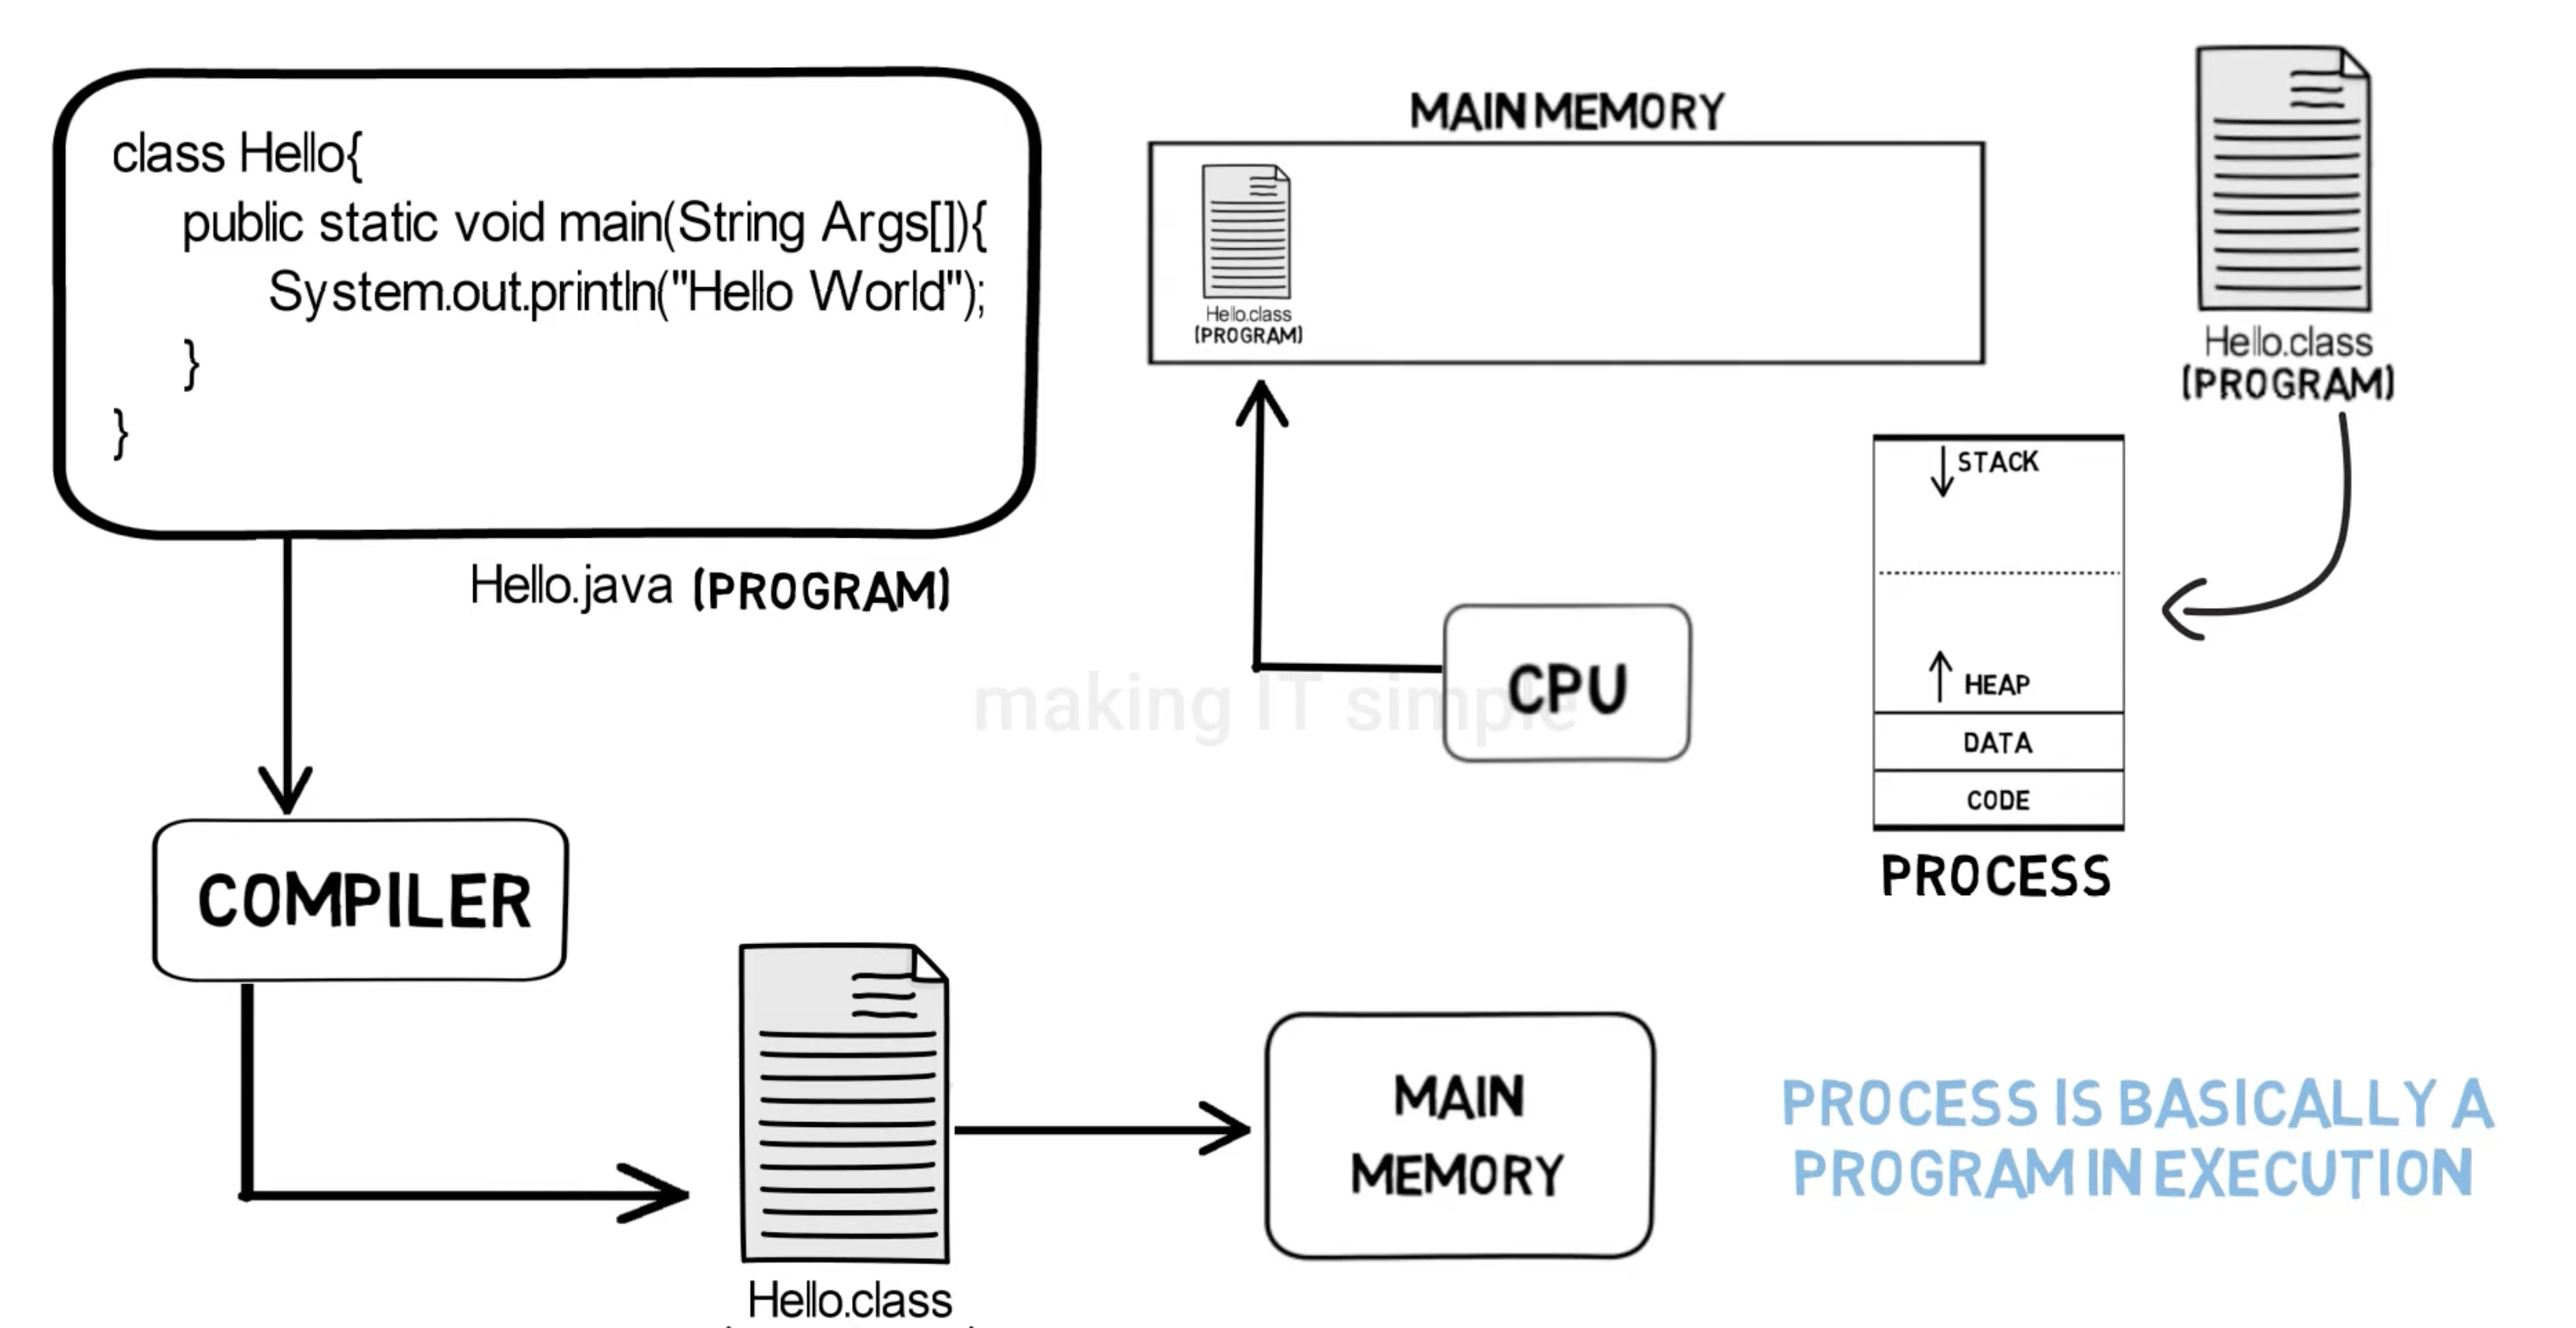 class Hello{
public static void main(String Args[]){
System.out.println("Hello World");
}
}
Hello.java (PROGRAM)
COMPILER
Hello.class
MAIN
MEMORY
MAIN MEMORY
Hello.class
(PROGRAM)
CPU
making IT simple
Hello.class
(PROGRAM)
STACK
HEAP
DATA
CODE
PROCESS
PROCESS IS BASICALLY A
PROGRAM IN EXECUTION